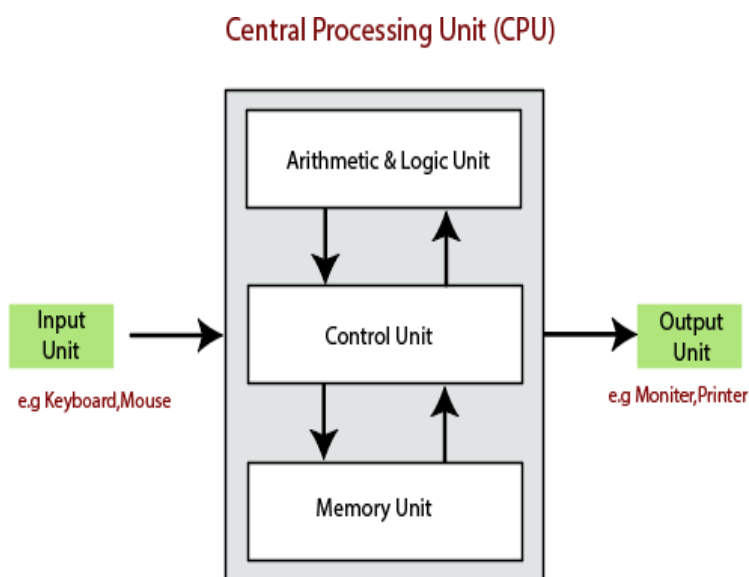 Central Processing Unit (CPU)
Arithmetic & Logic Unit
Input
Unit
e.g Keyboard,Mouse
Control Unit
Output
Unit
e.g Moniter,Printer
Memory Unit